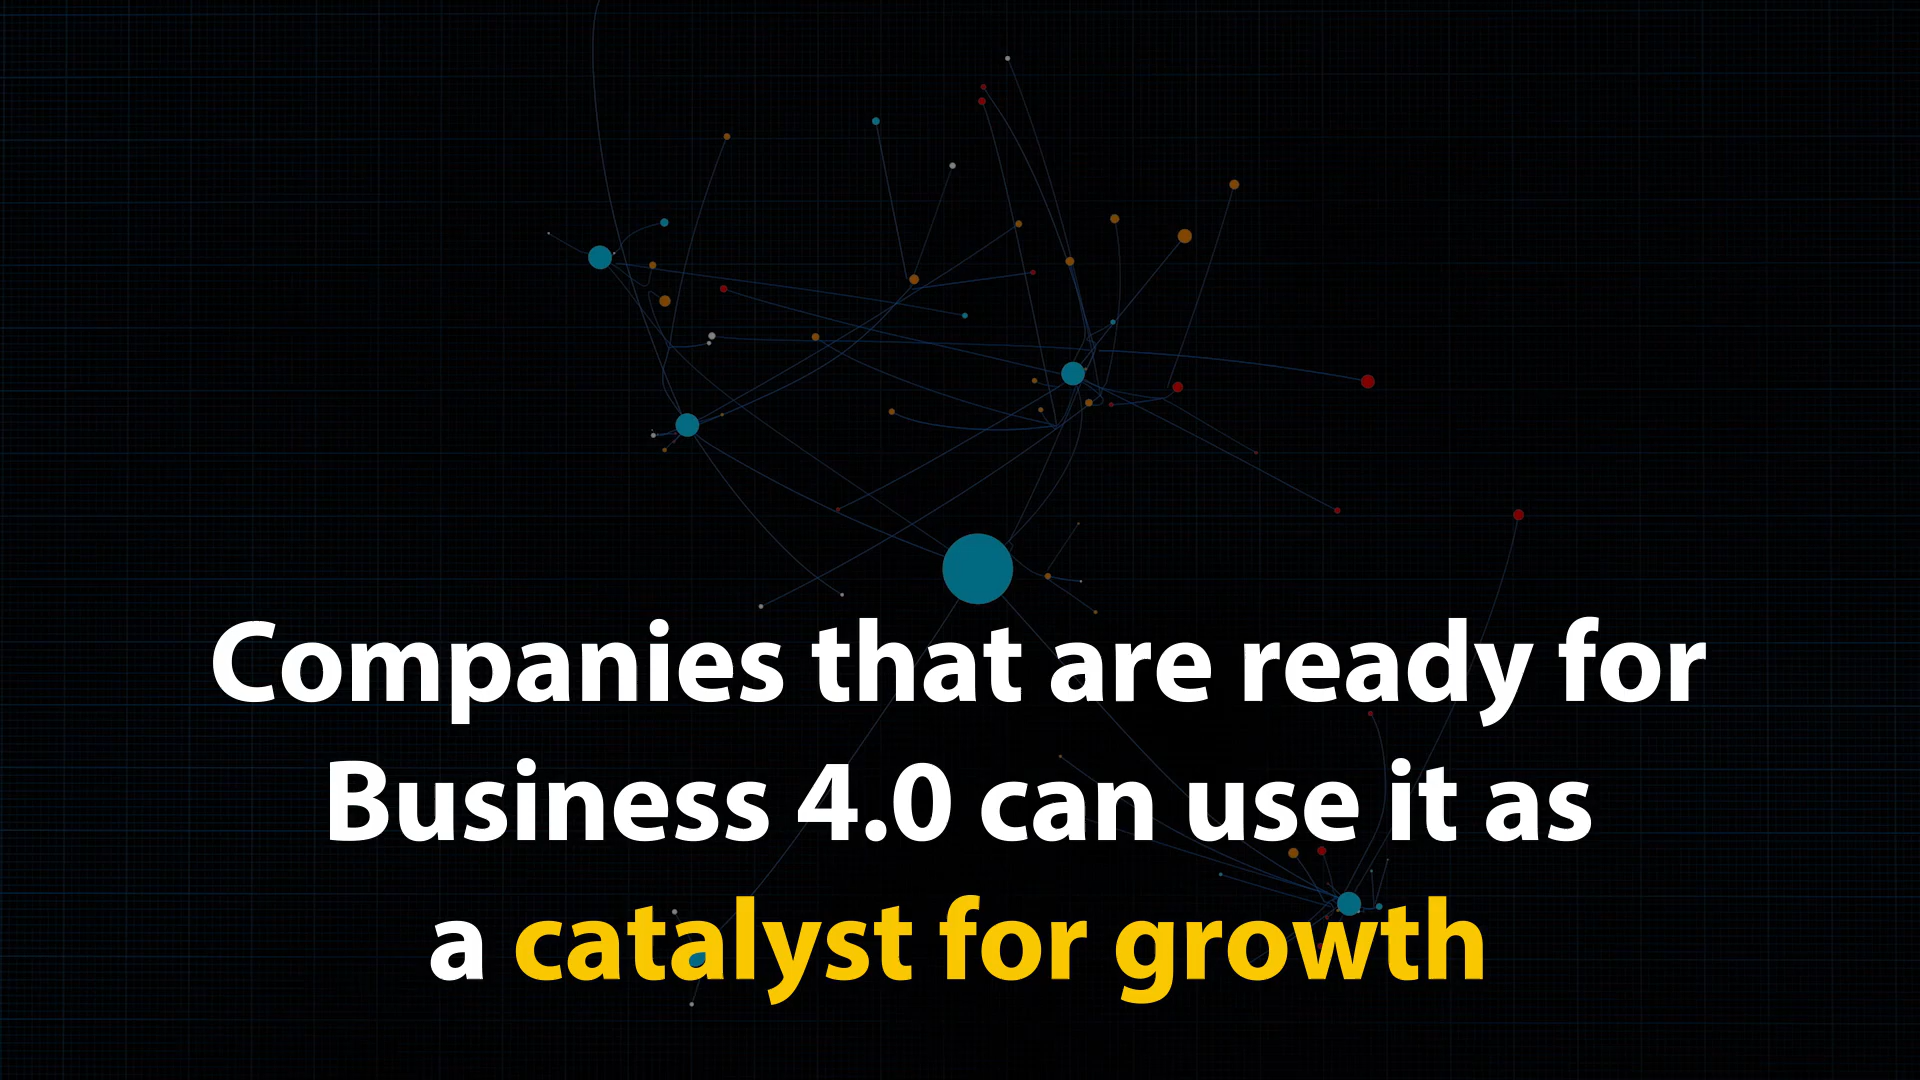 Companies that are ready for
Business 4.0 can use it as
a catalyst for growth